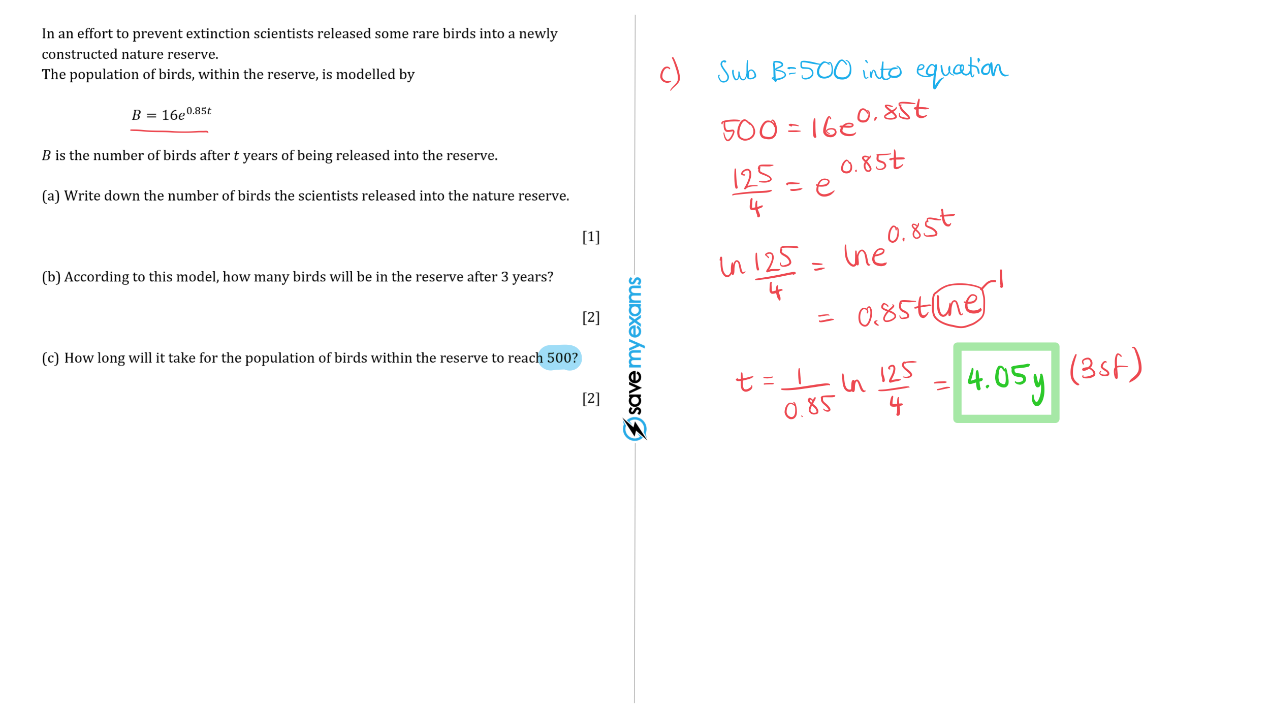 In an effort to prevent extinction scientists released some rare birds into a newly
constructed nature reserve.
The population of birds, within the reserve, is modelled by
B = 16e^{0.85t}
B is the number of birds after t years of being released into the reserve.
(a) Write down the number of birds the scientists released into the nature reserve.
[1]
(b) According to this model, how many birds will be in the reserve after 3 years?
[2]
(c) How long will it take for the population of birds within the reserve to reach 500?
[2]
save my exams
c) Sub B=500 into equation
500 = 16e^{0.85t}
125/4 = e^{0.85t}
ln 125/4 = ln e^{0.85t}
= 0.85t ln e 1
t = 1/0.85 ln 125/4 = 4.05y (3sf)